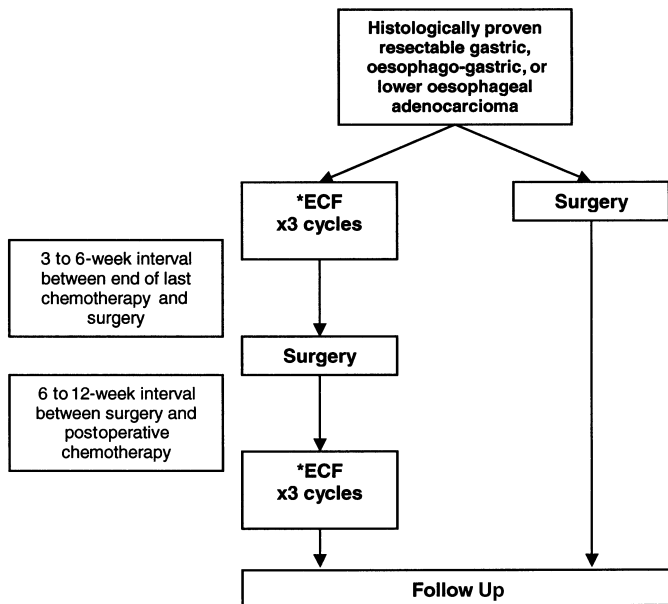 Histologically proven
resectable gastric,
oesophago-gastric, or
lower oesophageal
adenocarcioma
*ECF
x3 cycles
Surgery
3 to 6-week interval
between end of last
chemotherapy and
surgery
Surgery
6 to 12-week interval
between surgery and
postoperative
chemotherapy
*ECF
x3 cycles
Follow Up